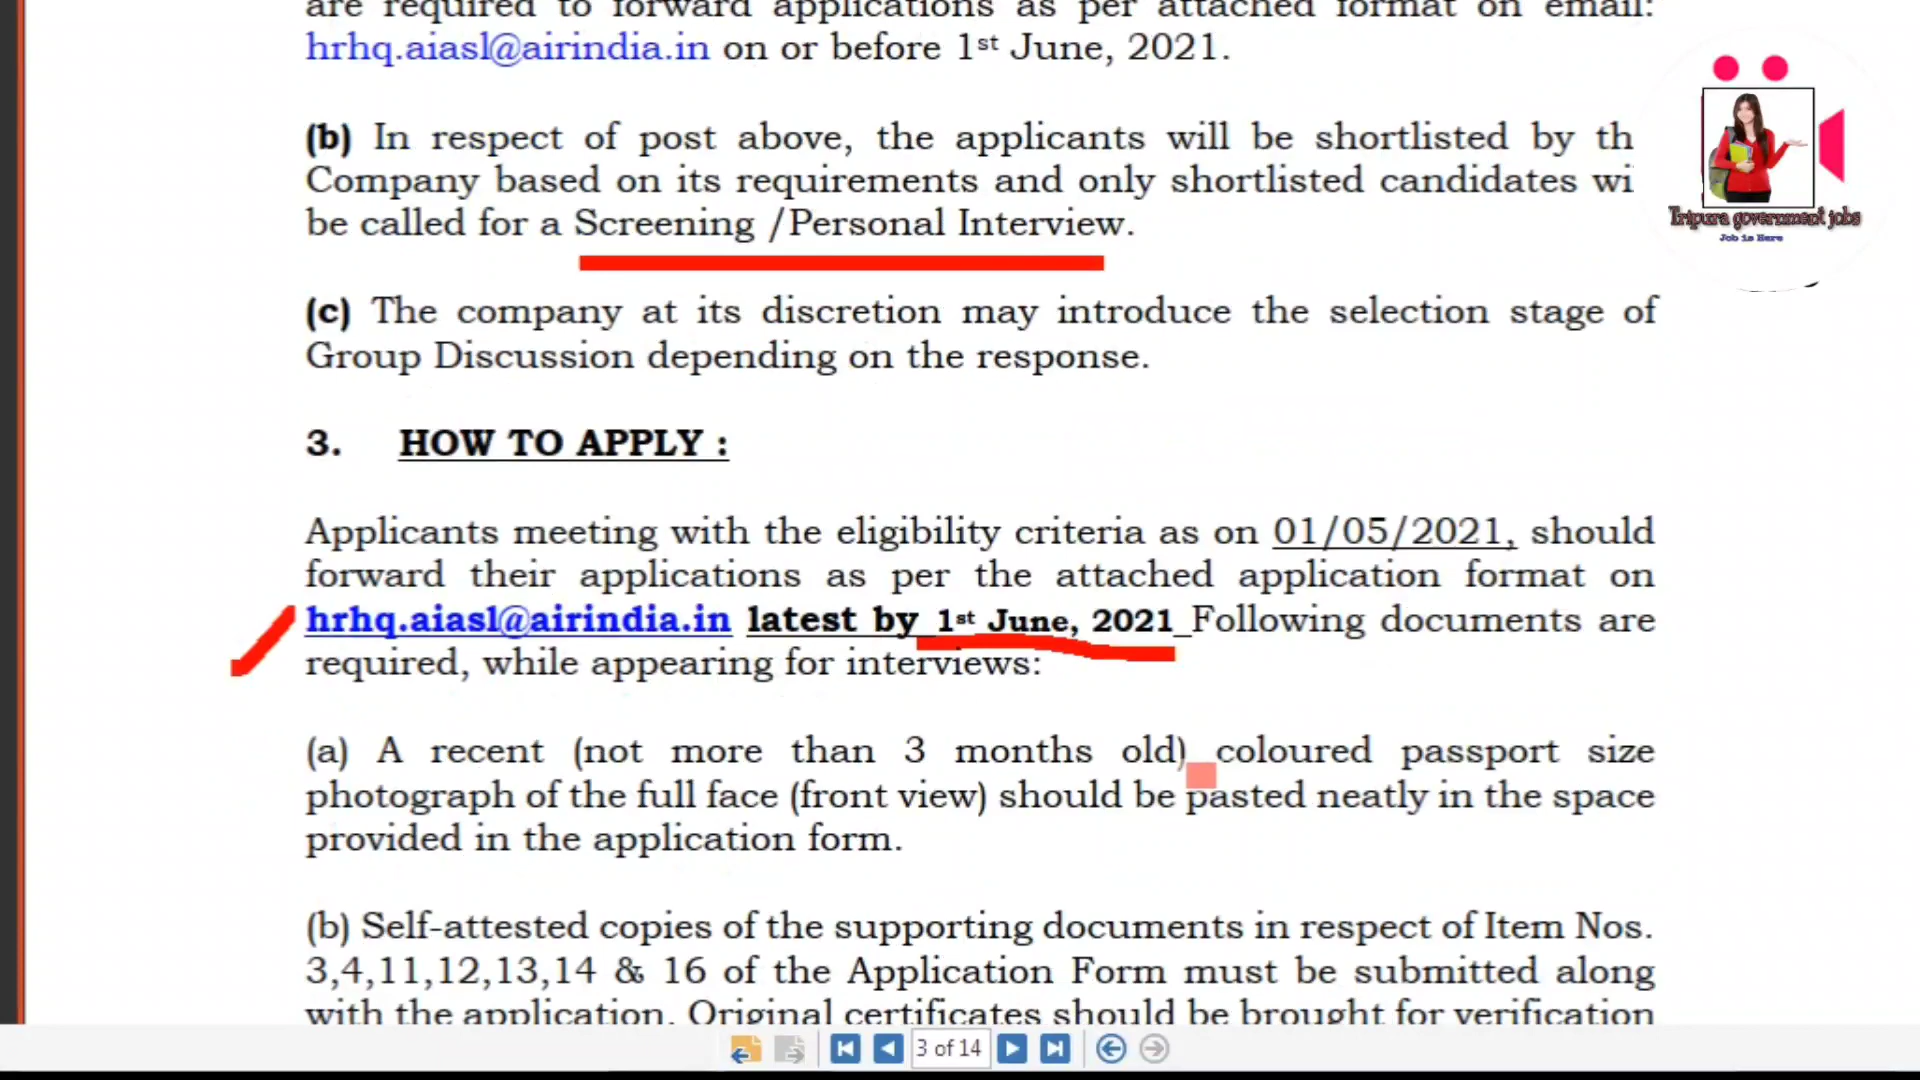 are required to forward applications as per attached format on email:
hrhq.aiasl@airindia.in on or before 1st June, 2021.
(b) In respect of post above, the applicants will be shortlisted by th
Company based on its requirements and only shortlisted candidates wi
be called for a Screening /Personal Interview.
(c) The company at its discretion may introduce the selection stage of
Group Discussion depending on the response.
3. HOW TO APPLY :
Applicants meeting with the eligibility criteria as on 01/05/2021, should
forward their applications as per the attached application format on
hrhq.aiasl@airindia.in latest by 1st June, 2021 Following documents are
required, while appearing for interviews:
(a) A recent (not more than 3 months old) coloured passport size
photograph of the full face (front view) should be pasted neatly in the space
provided in the application form.
(b) Self-attested copies of the supporting documents in respect of Item Nos.
3,4,11,12,13,14 & 16 of the Application Form must be submitted along
with the application. Original certificates should be brought for verification
Tripura government jobs
Job is Here
3 of 14